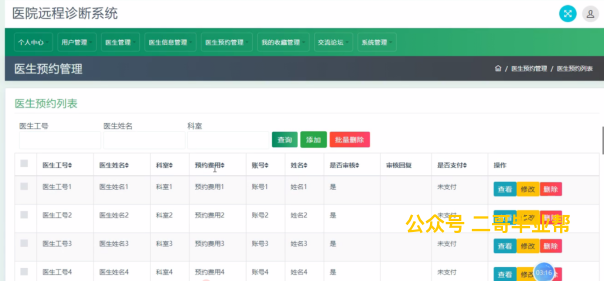 医院远程诊断系统
个人中心 用户管理 医生管理 医生信息管理 医生预约管理 我的收藏管理 交流论坛 系统管理
医生预约管理
/ 医生预约管理 / 医生预约列表
医生预约列表
医生工号 医生姓名 科室
查询 添加 批量删除
医生工号 医生姓名 科室 预约费用 账号 姓名 是否审核 审核回复 是否支付 操作
医生工号1 医生姓名1 科室1 预约费用1 账号1 姓名1 是 未支付 查看 修改 删除
医生工号2 医生姓名2 科室2 预约费用2 账号2 姓名2 是 未支付 查看 修改 删除
公众号 二哥毕业帮
医生工号3 医生姓名3 科室3 预约费用3 账号3 姓名3 是 未支付 查看 修改 删除
医生工号4 医生姓名4 科室4 预约费用4 账号4 姓名4 是 未支付 查看 修改 删除
03:16